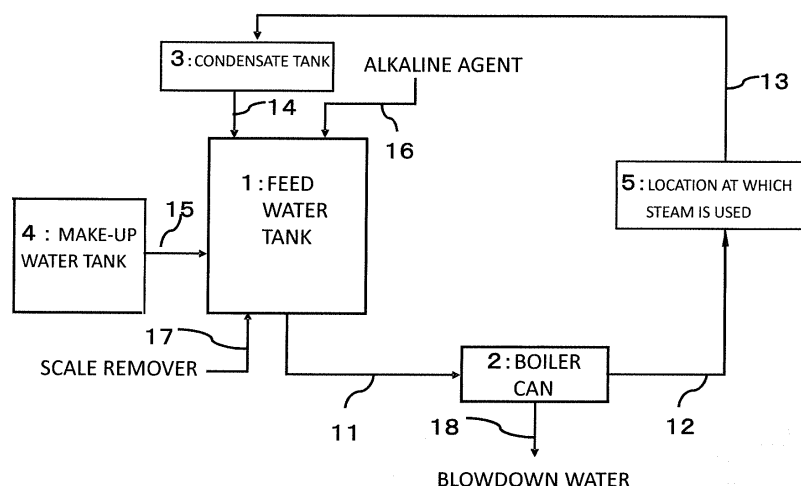 3 : CONDENSATE TANK
ALKALINE AGENT
13
14
16
1 : FEED
WATER
TANK
5 : LOCATION AT WHICH
STEAM IS USED
15
4 : MAKE-UP
WATER TANK
17
SCALE REMOVER
2 : BOILER
CAN
11
18
12
BLOWDOWN WATER